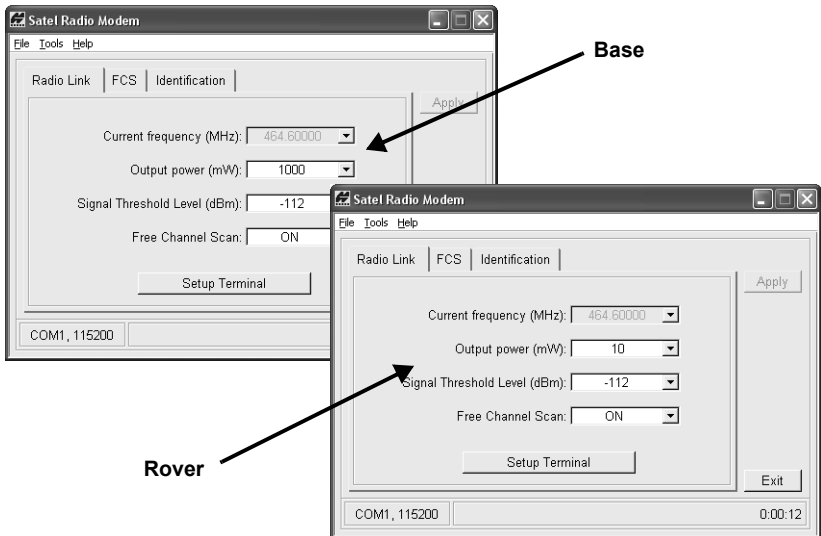 Satel Radio Modem
File Tools Help
Radio Link FCS Identification
Apply
Current frequency (MHz): 464.60000
Output power (mW): 1000
Signal Threshold Level (dBm): -112
Free Channel Scan: ON
Setup Terminal
COM1, 115200
Base
Satel Radio Modem
File Tools Help
Radio Link FCS Identification
Apply
Current frequency (MHz): 464.60000
Output power (mW): 10
Signal Threshold Level (dBm): -112
Free Channel Scan: ON
Setup Terminal
Exit
COM1, 115200 0:00:12
Rover